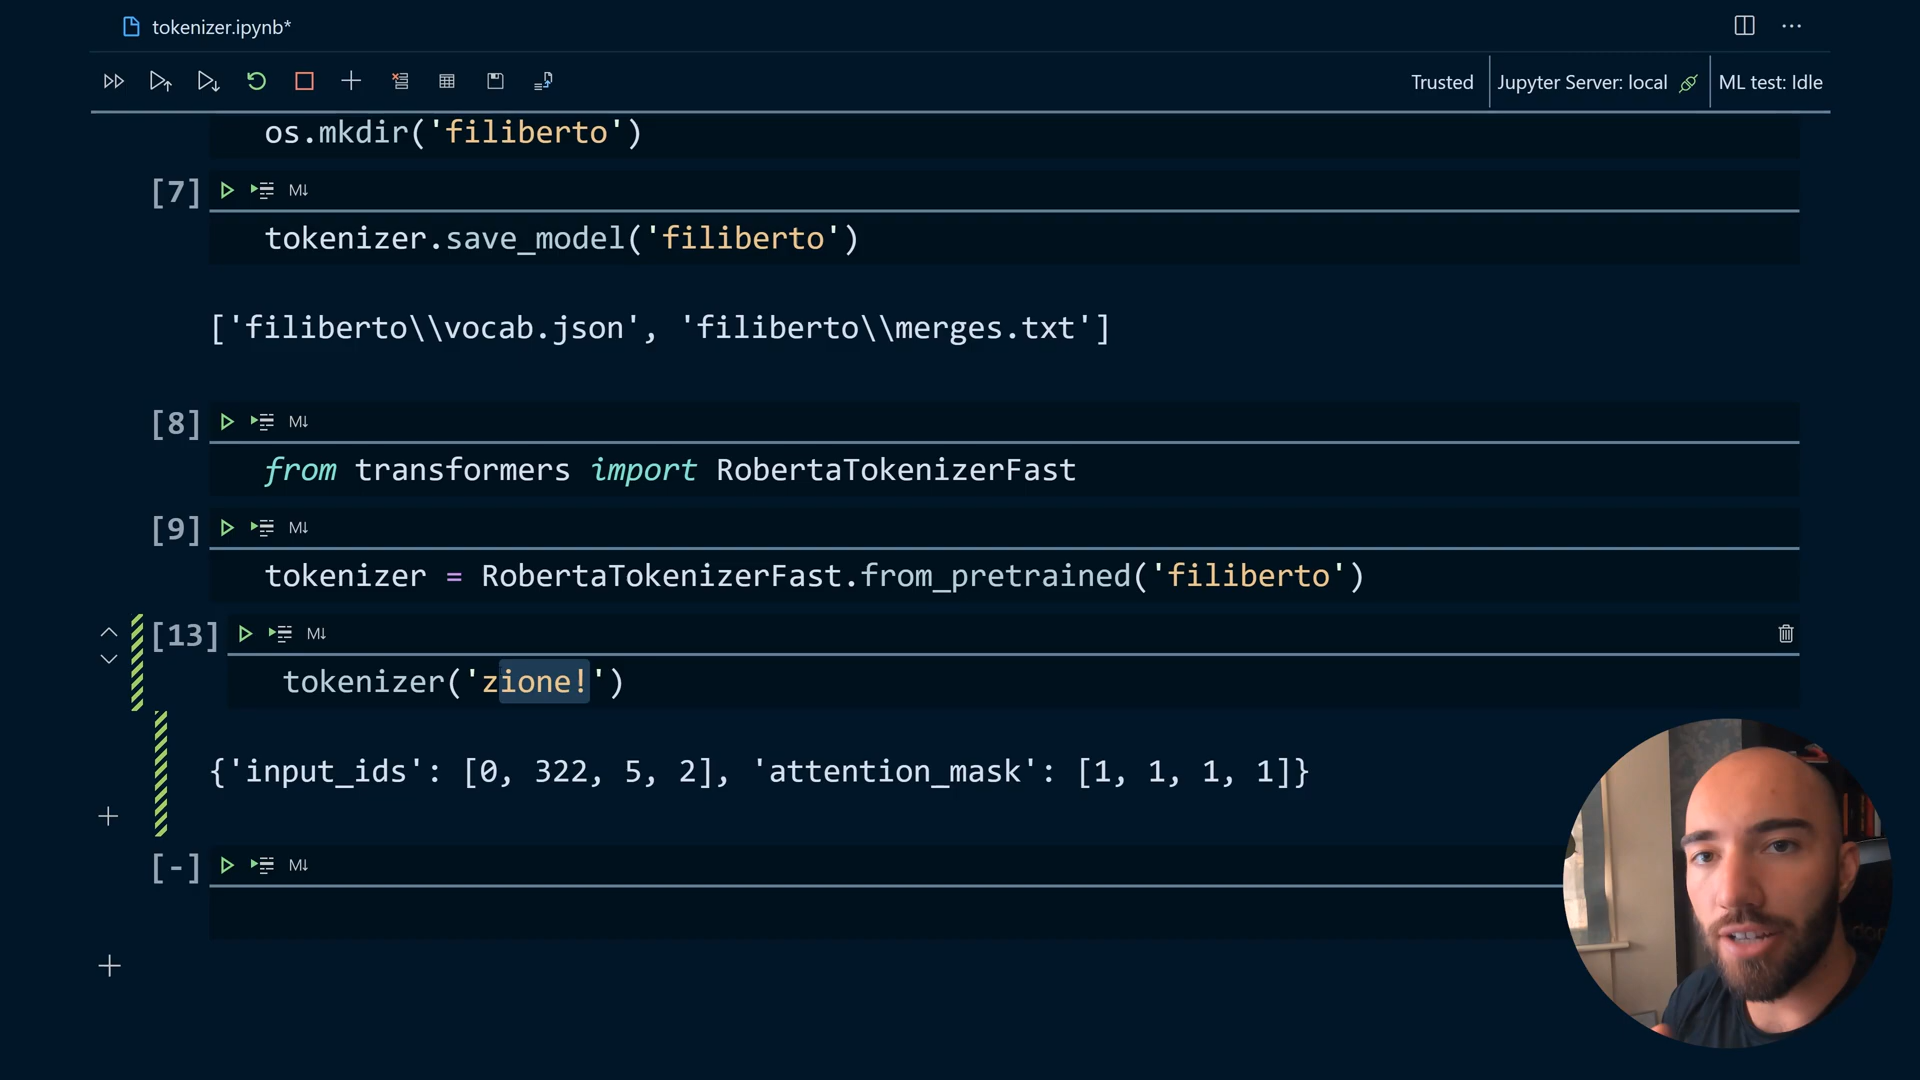 tokenizer.ipynb*
Trusted
Jupyter Server: local
ML test: Idle
os.mkdir('filiberto')
[7]
M↓
tokenizer.save_model('filiberto')
['filiberto\\vocab.json', 'filiberto\\merges.txt']
[8]
M↓
from transformers import RobertaTokenizerFast
[9]
M↓
tokenizer = RobertaTokenizerFast.from_pretrained('filiberto')
[13]
M↓
tokenizer('zione!')
{'input_ids': [0, 322, 5, 2], 'attention_mask': [1, 1, 1, 1]}
[-]
M↓